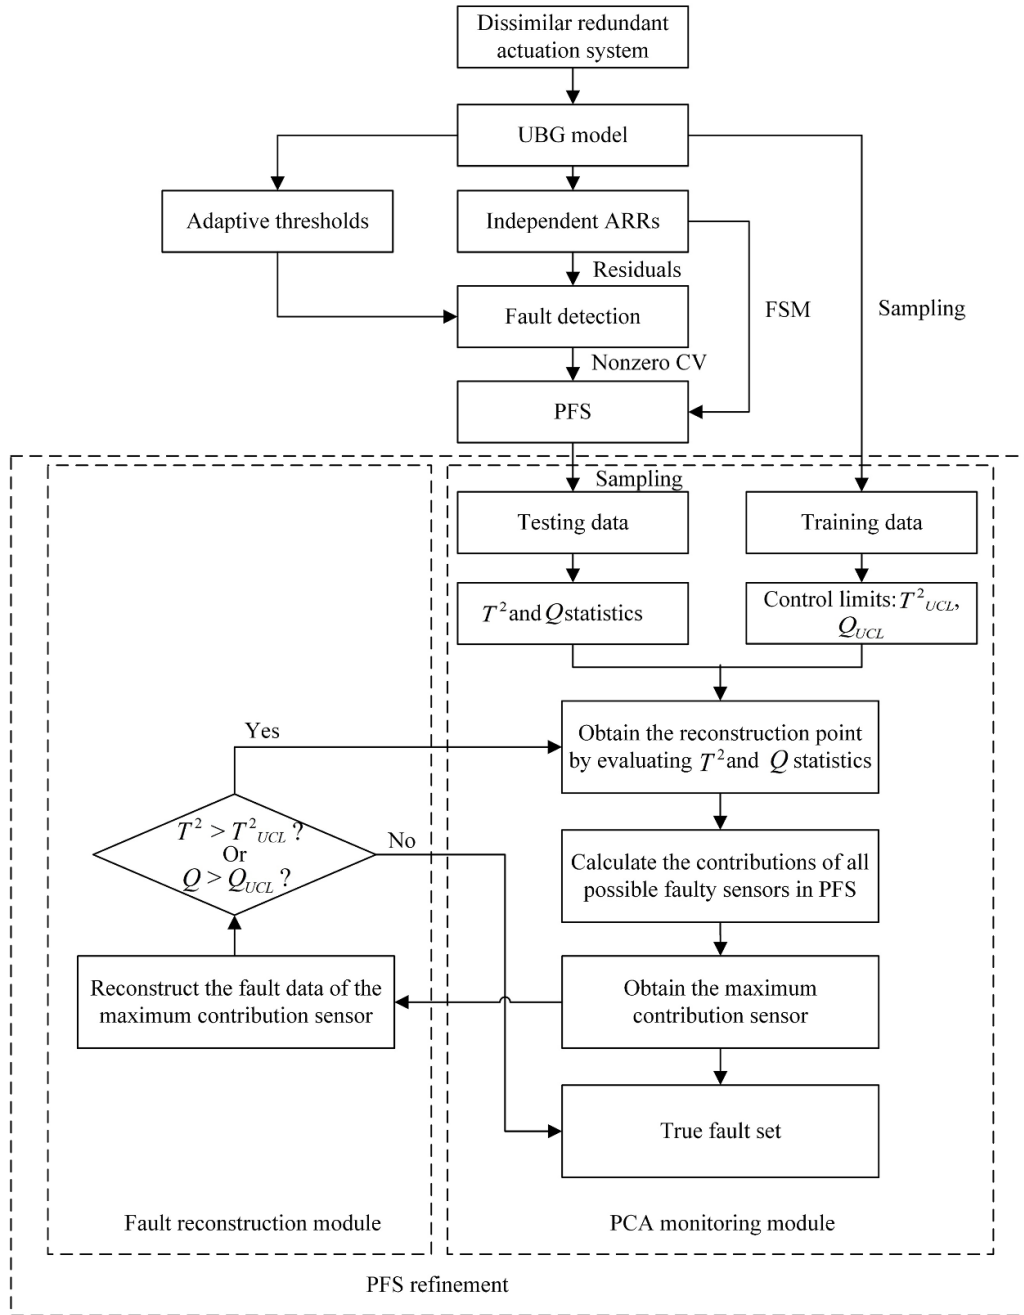 Dissimilar redundant
actuation system
UBG model
Adaptive thresholds
Independent ARRs
Residuals
FSM
Sampling
Fault detection
Nonzero CV
PFS
Sampling
Testing data
Training data
T² and Q statistics
Control limits: T²_UCL,
Q_UCL
Yes
Obtain the reconstruction point
by evaluating T² and Q statistics
T² > T²_UCL ?
Or
Q > Q_UCL ?
No
Calculate the contributions of all
possible faulty sensors in PFS
Reconstruct the fault data of the
maximum contribution sensor
Obtain the maximum
contribution sensor
True fault set
Fault reconstruction module
PCA monitoring module
PFS refinement